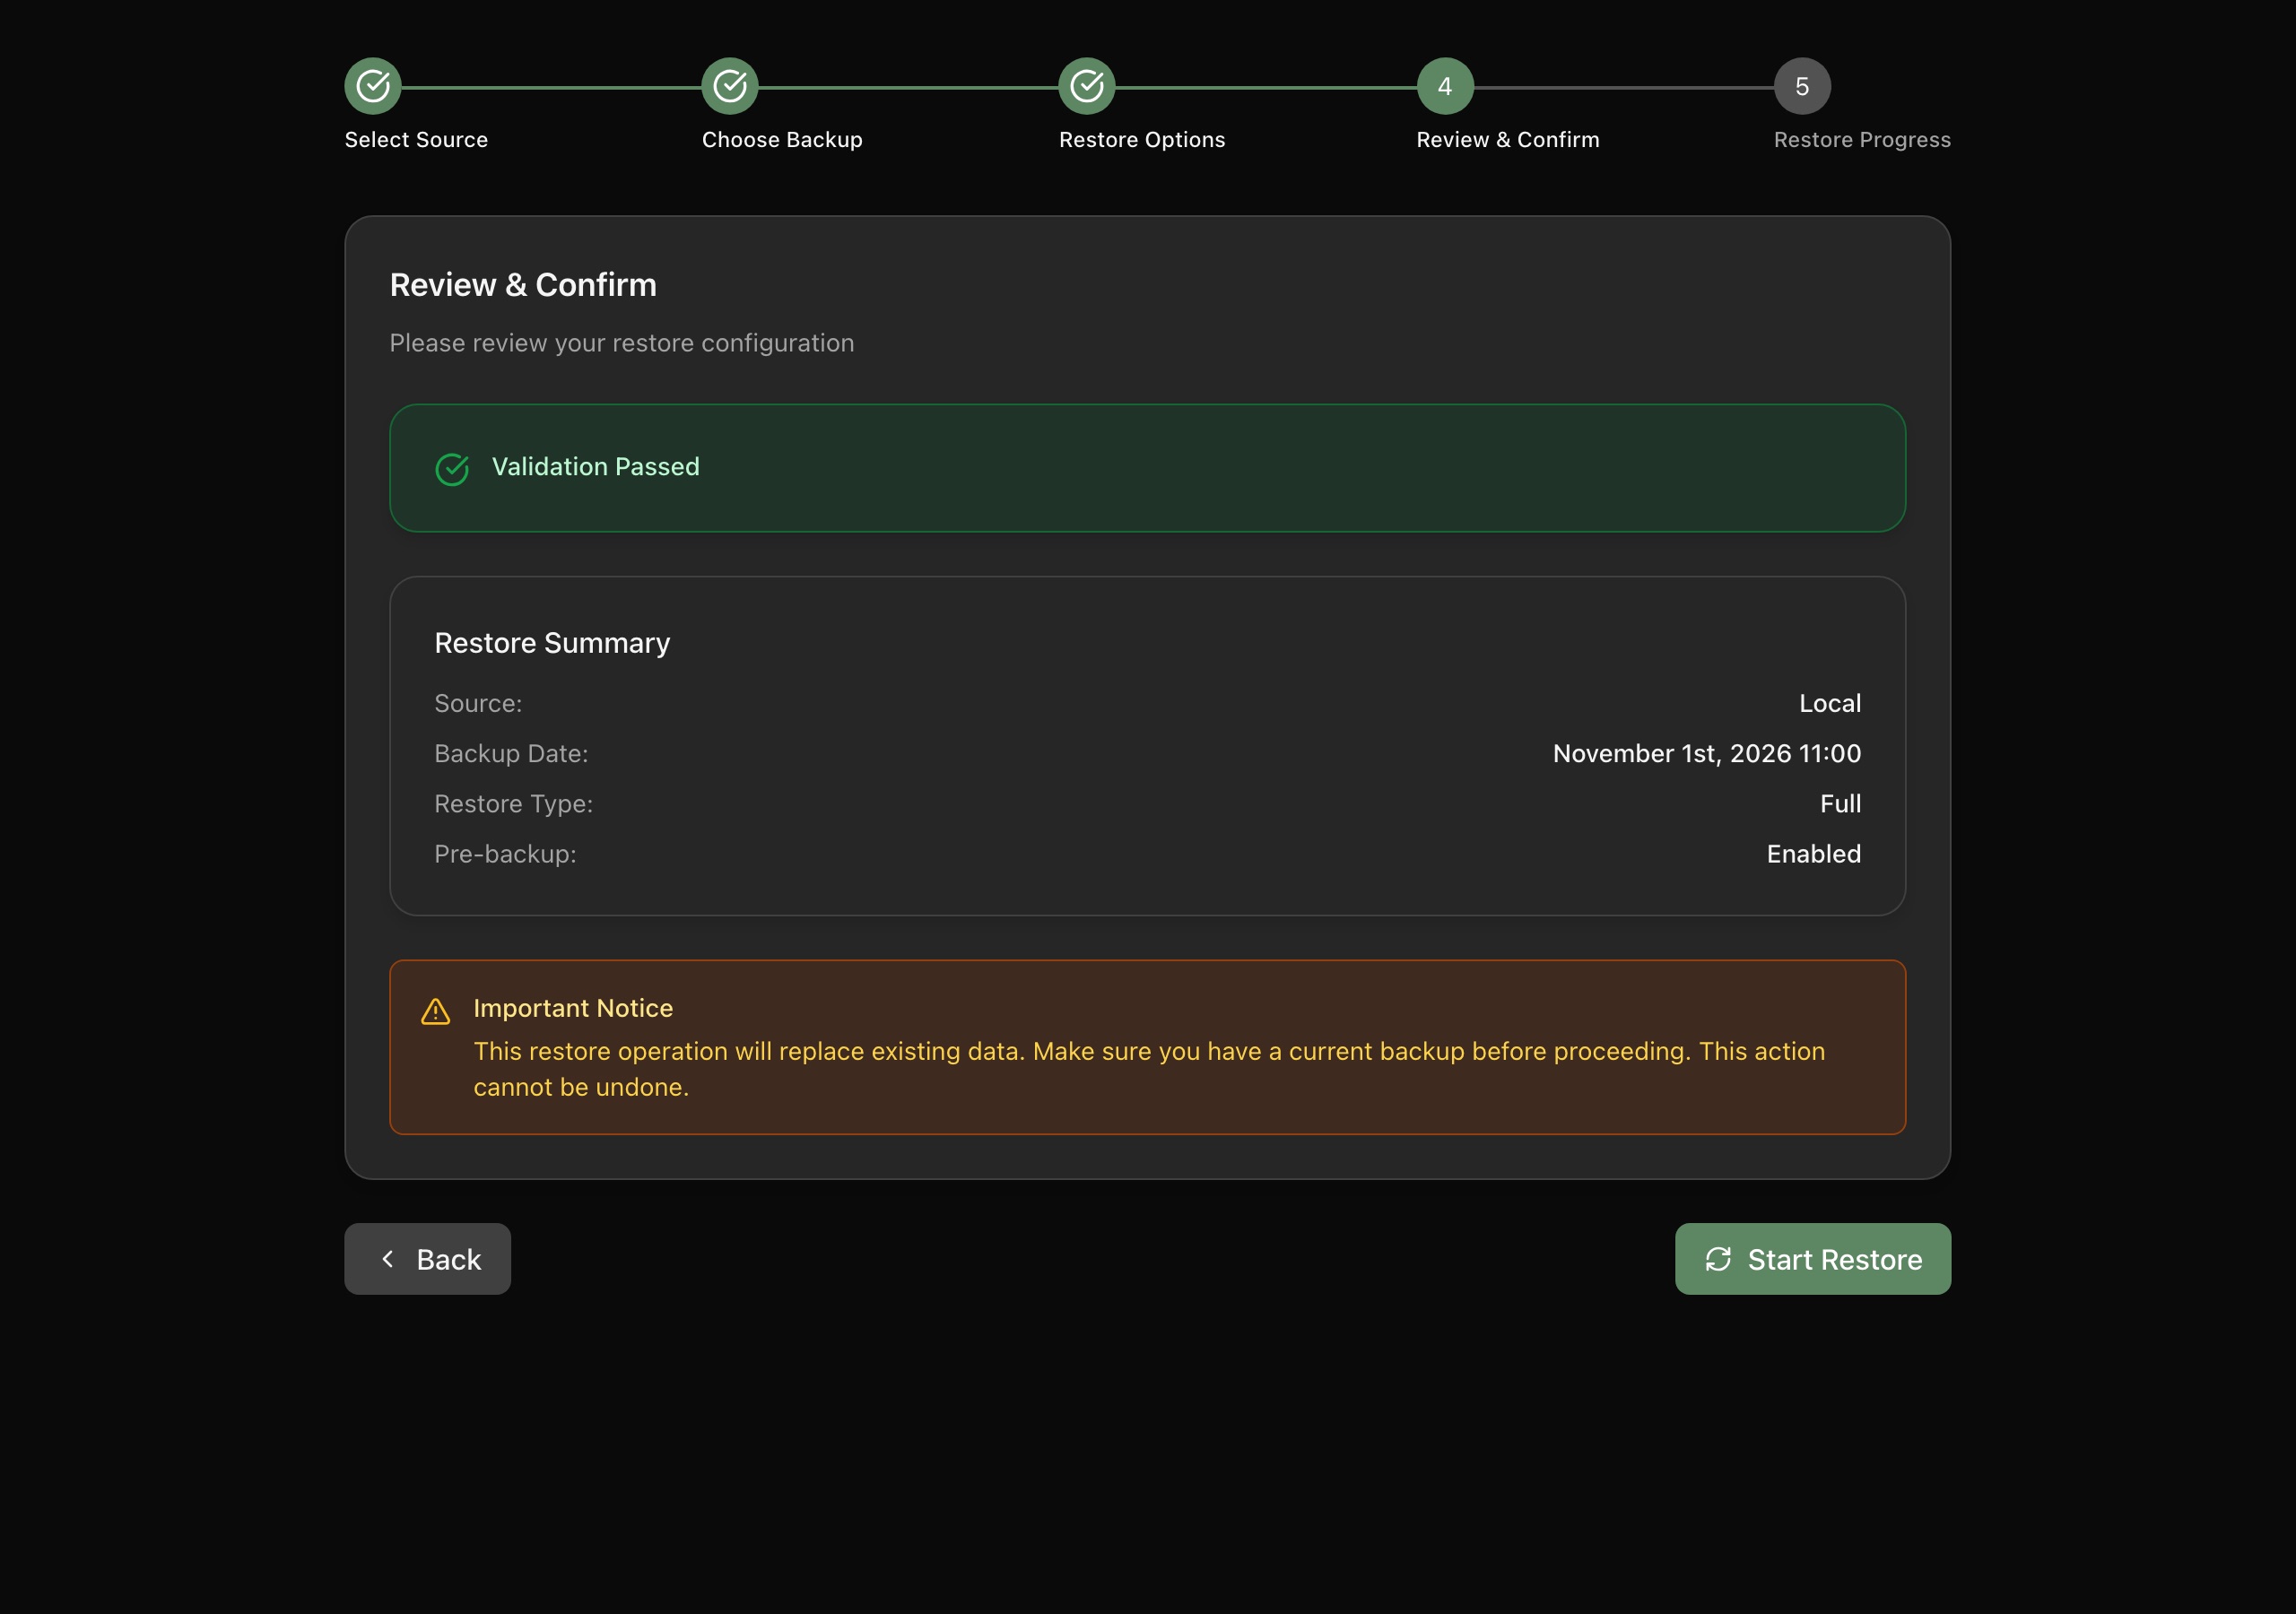 4
5
Select Source
Choose Backup
Restore Options
Review & Confirm
Restore Progress
Review & Confirm
Please review your restore configuration
Validation Passed
Restore Summary
Source: Local
Backup Date: November 1st, 2026 11:00
Restore Type: Full
Pre-backup: Enabled
Important Notice
This restore operation will replace existing data. Make sure you have a current backup before proceeding. This action
cannot be undone.
Back
Start Restore